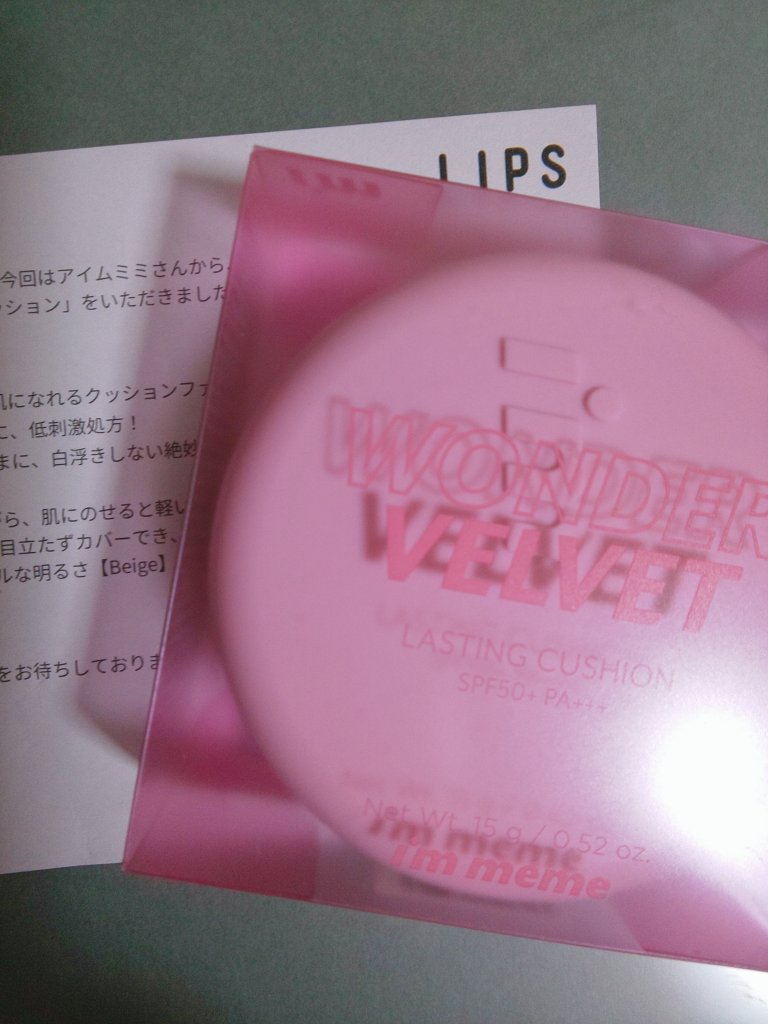 LIPS
今回はアイムミミさんから、
ッション」をいただきました
肌になれるクッションファ
に、低刺激処方！
まに、白浮きしない絶妙
がら、肌にのせると軽い
目立たずカバーでき、
ルな明るさ【Beige】
をお待ちしておりま
WONDER
VELVET
LASTING CUSHION
SPF50+ PA+++
Net Wt. 15 g / 0.52 oz.
i'm meme